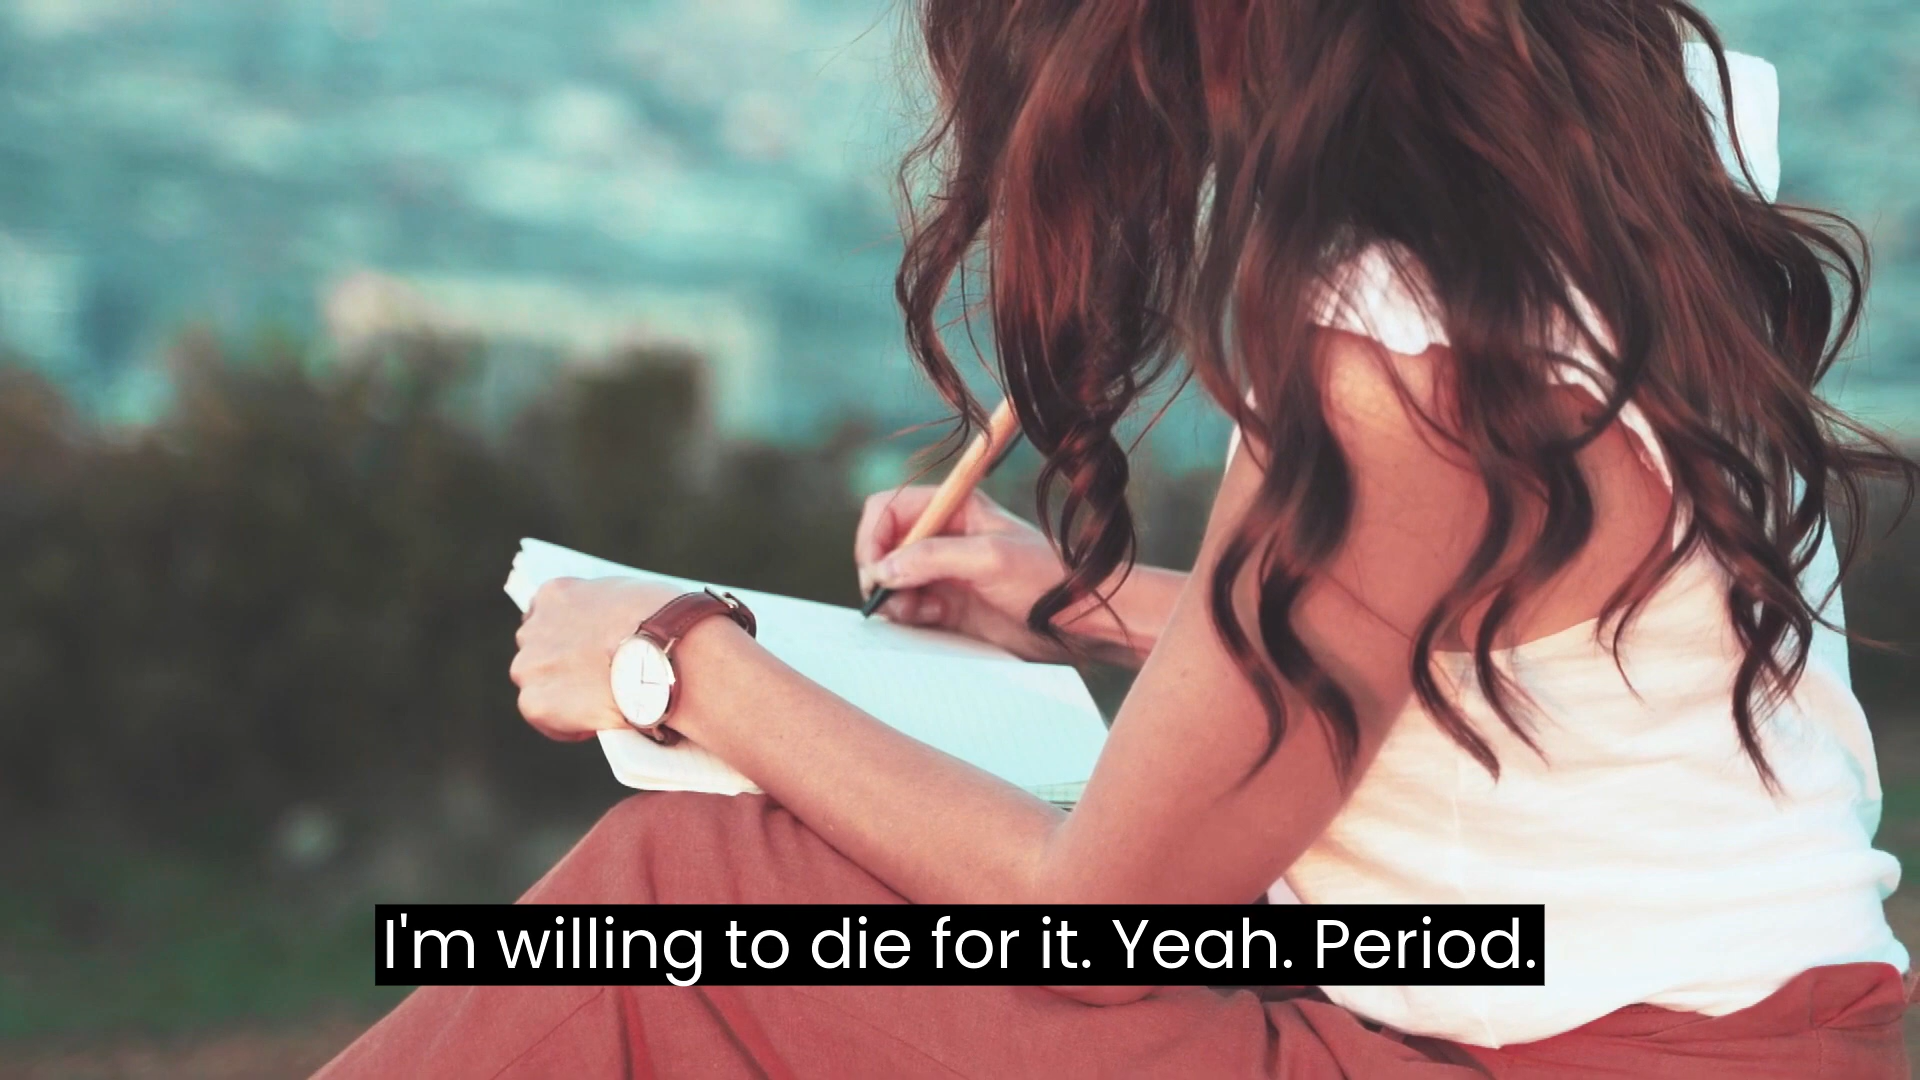 I'm willing to die for it. Yeah. Period.